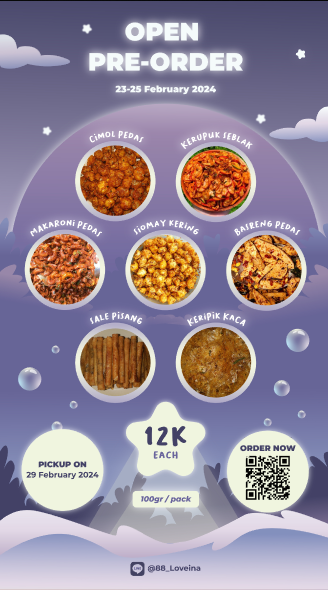 OPEN
PRE-ORDER
23-25 February 2024
CiMOL PEDAS
KERUPUK SEBLAK
MAKARONi PEDAS
SiOMAY KERiNG
BASRENG PEDAS
SALE PiSANG
KERiPiK KACA
12K
EACH
100gr / pack
PICKUP ON
29 February 2024
ORDER NOW
LINE
@88_Loveina